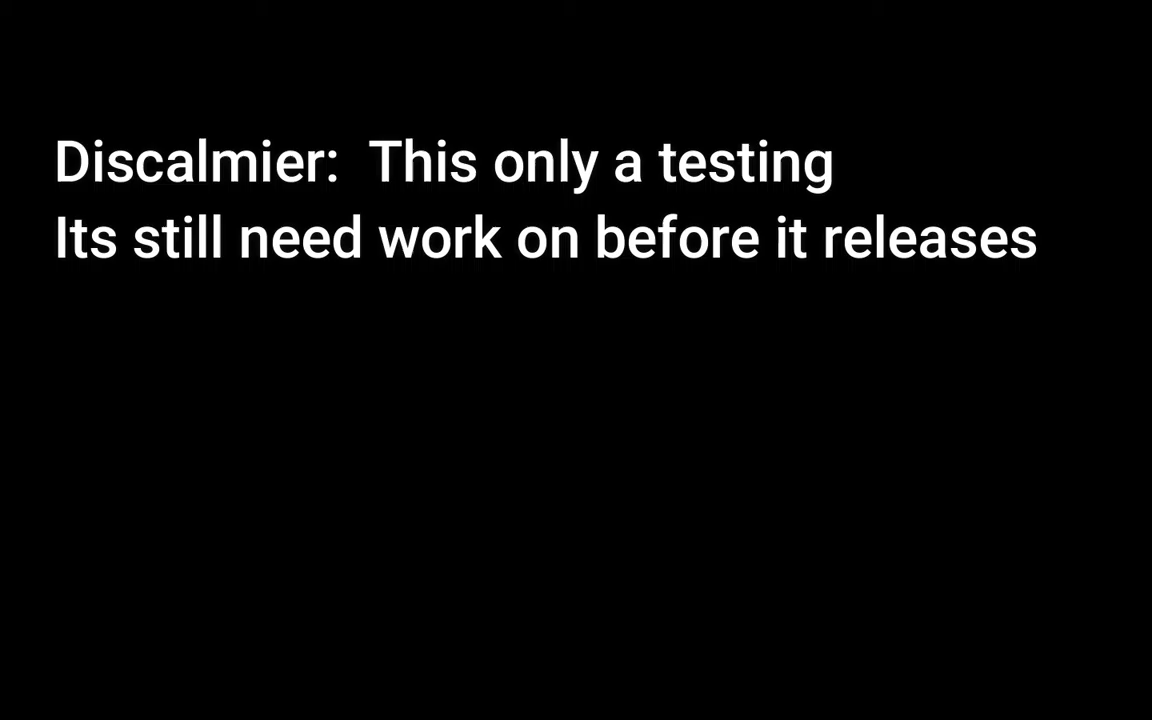 Discalmier:  This only a testing
Its still need work on before it releases